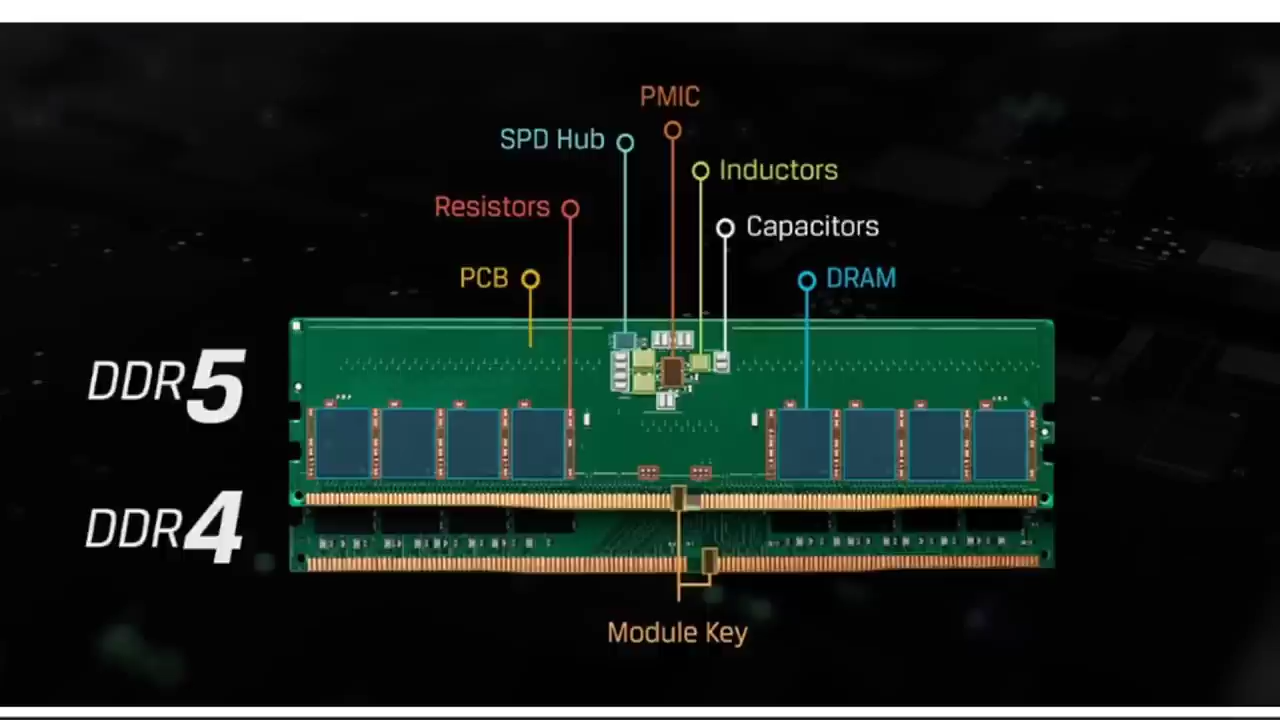 PMIC
SPD Hub
Inductors
Resistors
Capacitors
PCB
DRAM
DDR5
DDR4
Module Key